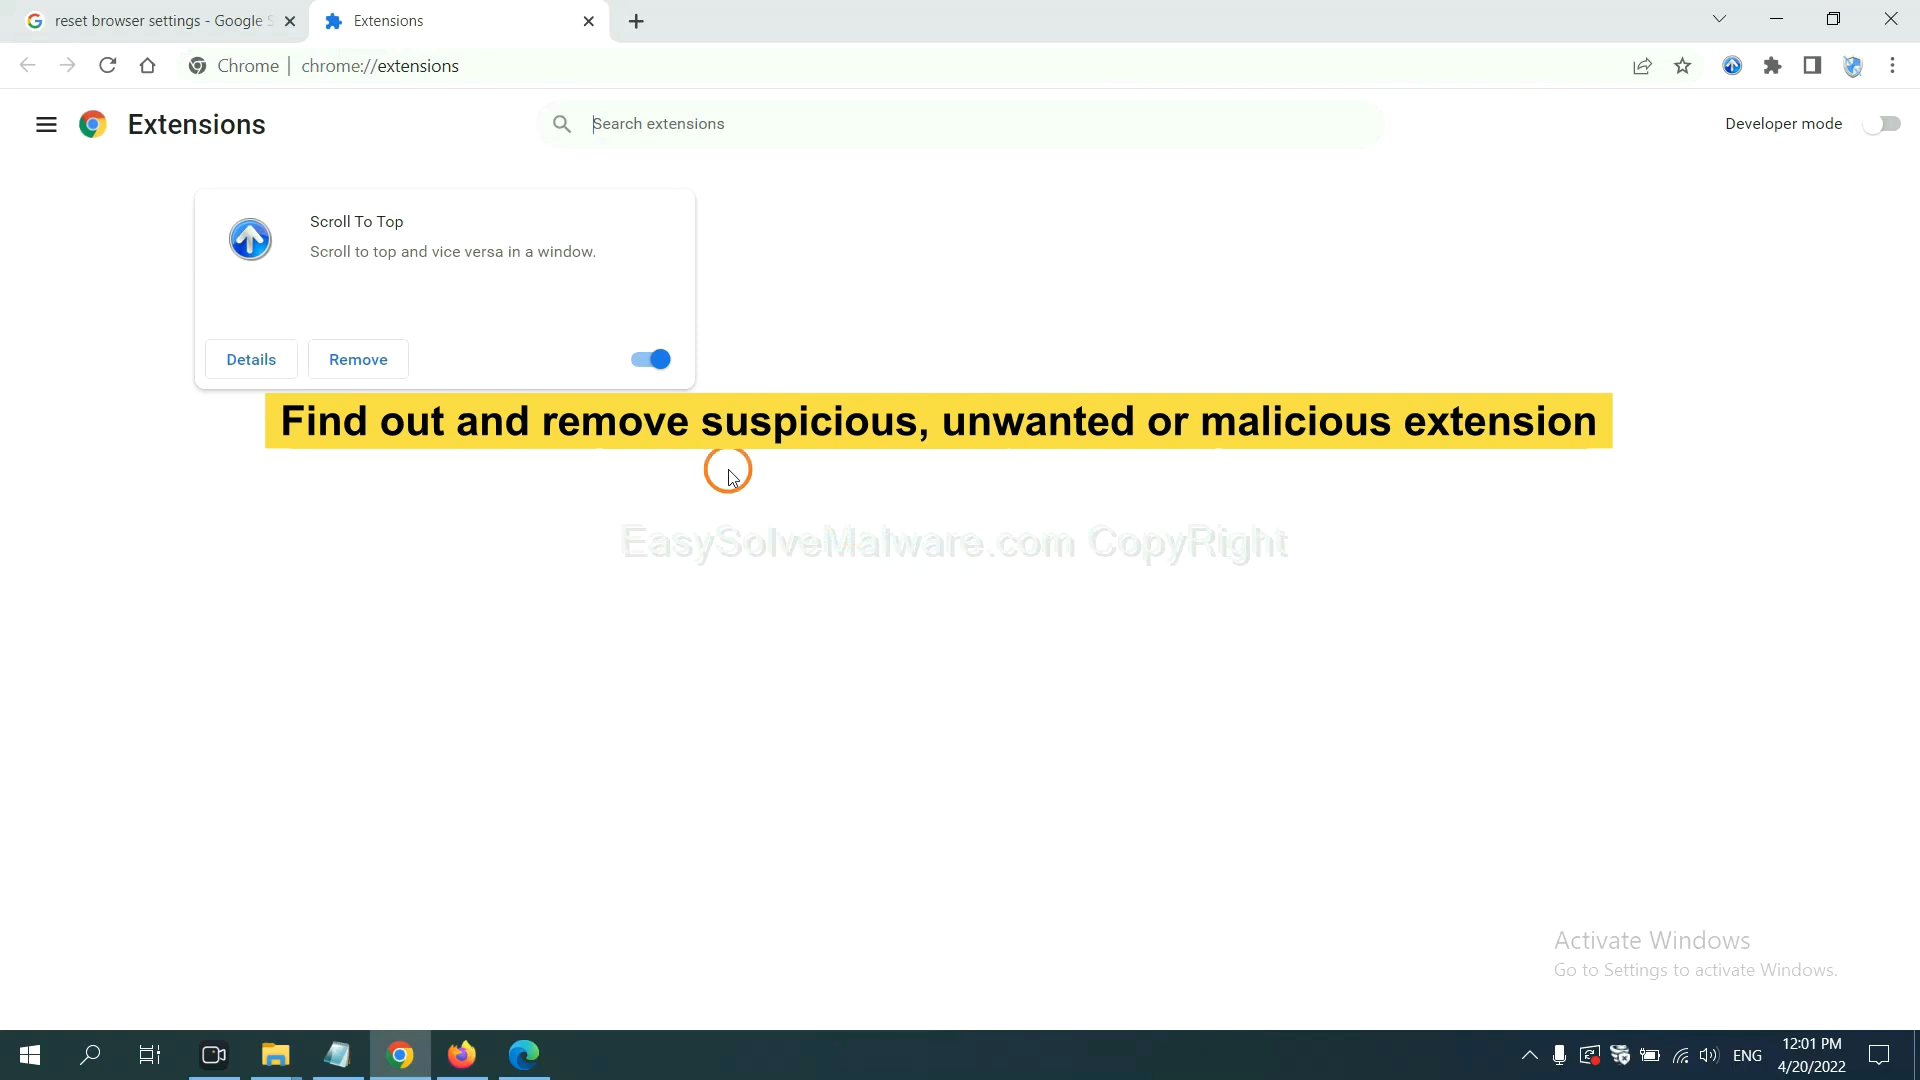 reset browser settings - Google S
Extensions
Chrome | chrome://extensions
Extensions
Search extensions
Developer mode
Scroll To Top
Scroll to top and vice versa in a window.
Details
Remove
Find out and remove suspicious, unwanted or malicious extension
EasySolveMalware.com CopyRight
Activate Windows
Go to Settings to activate Windows.
ENG
12:01 PM
4/20/2022